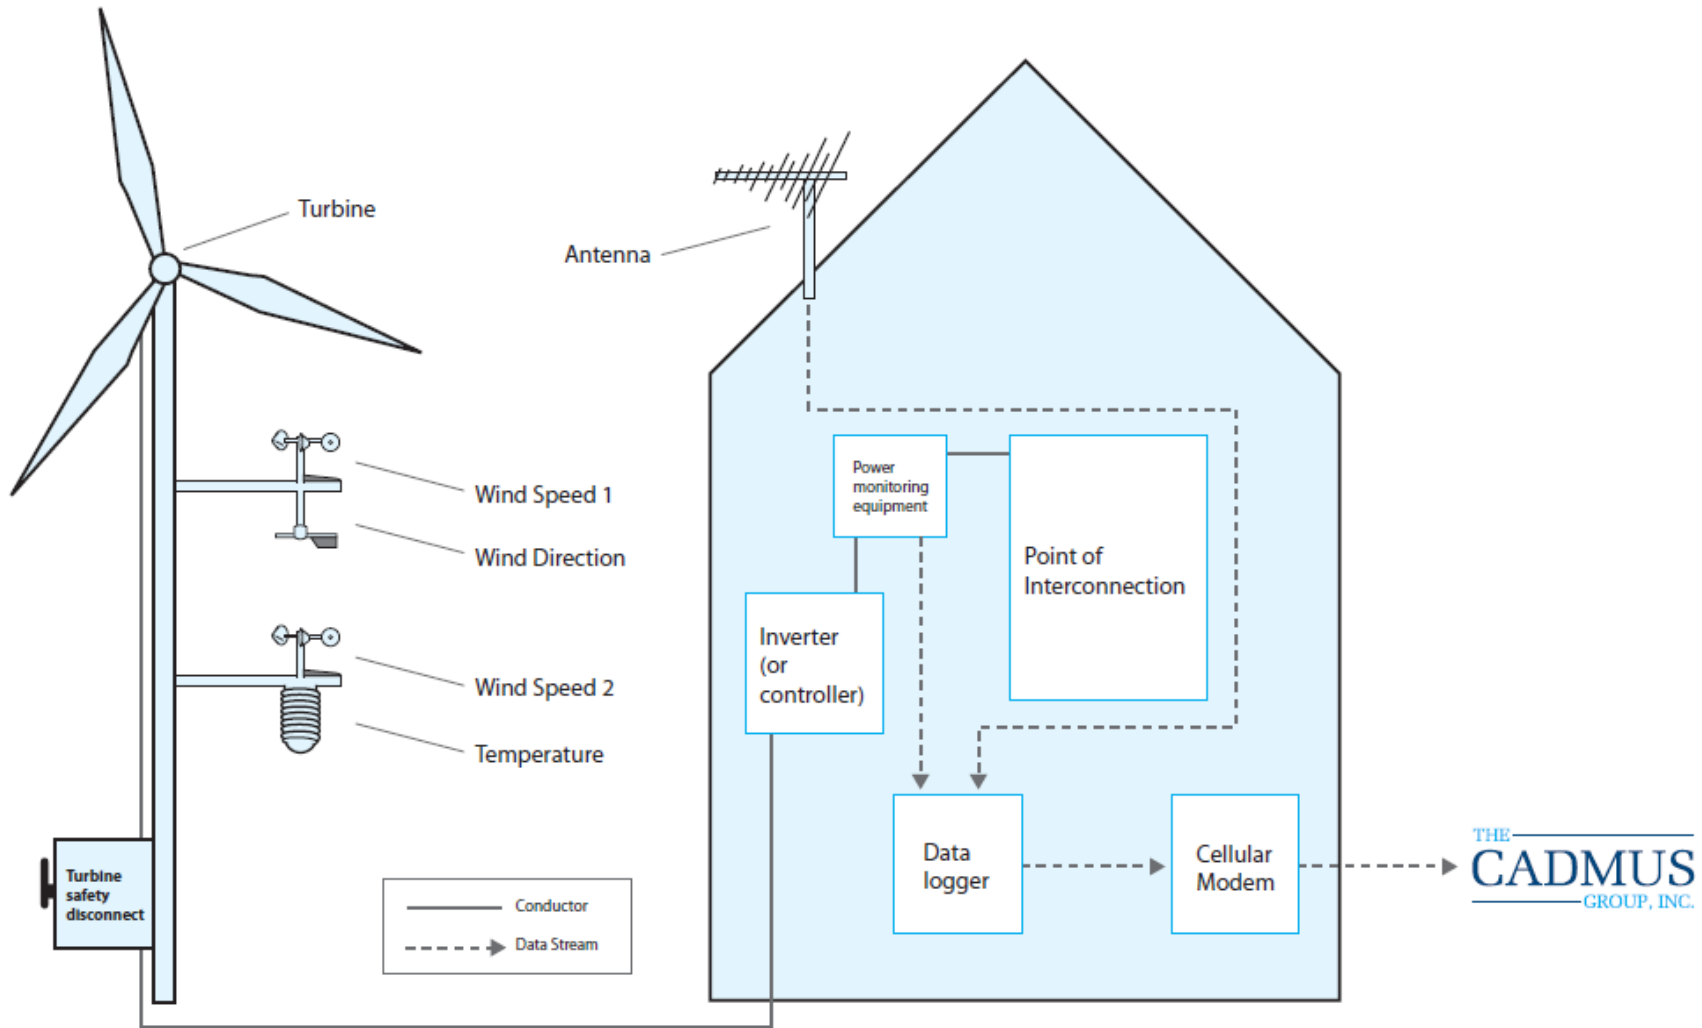 Turbine
Antenna
Wind Speed 1
Wind Direction
Wind Speed 2
Temperature
Turbine
safety
disconnect
Conductor
Data Stream
Power
monitoring
equipment
Point of
Interconnection
Inverter
(or
controller)
Data
logger
Cellular
Modem
THE
CADMUS
GROUP, INC.